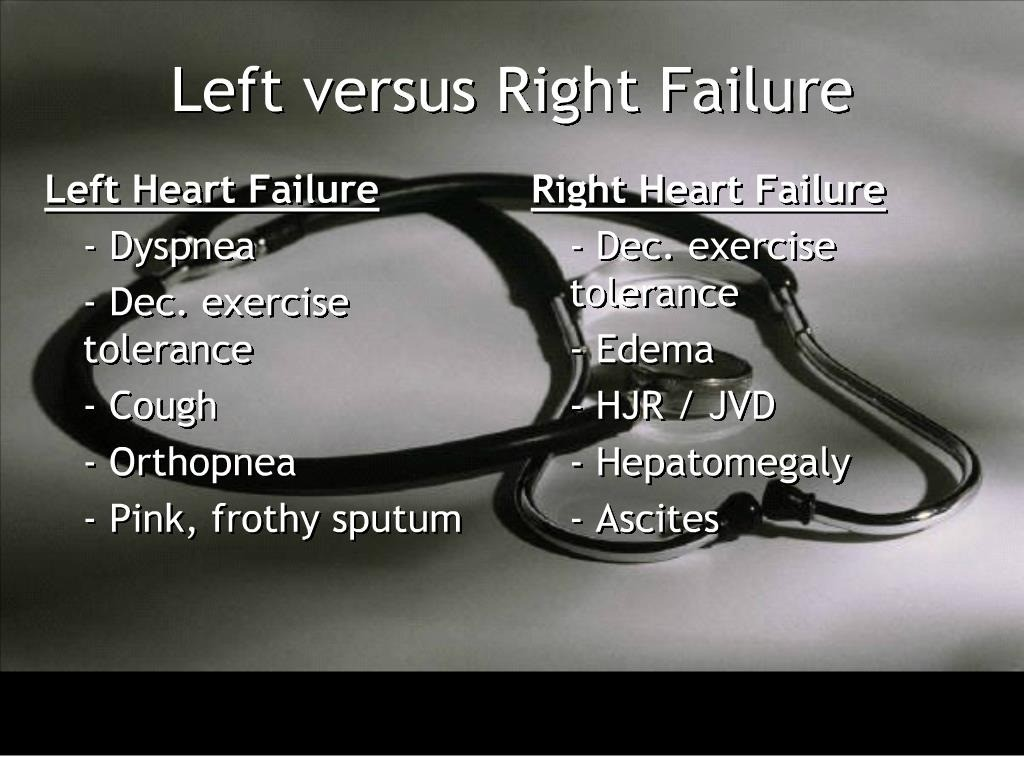 Left versus Right Failure
Left Heart Failure
- Dyspnea
- Dec. exercise
tolerance
- Cough
- Orthopnea
- Pink, frothy sputum
Right Heart Failure
- Dec. exercise
tolerance
- Edema
- HJR / JVD
- Hepatomegaly
- Ascites